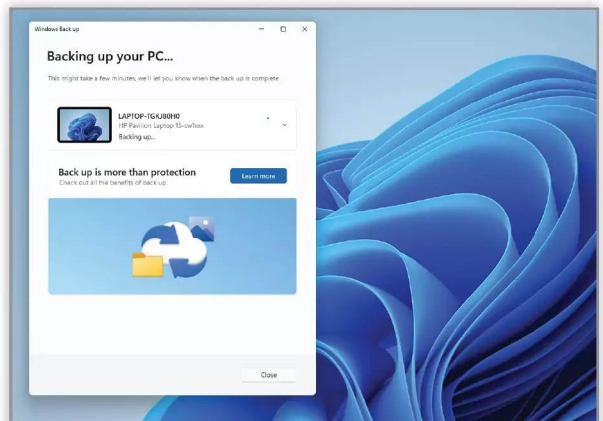 Windows Back up
Backing up your PC...
This might take a few minutes, we'll let you know when the back up is complete.
LAPTOP-TGKJ80H0
HP Pavilion Laptop 15-cw1xxx
Backing up...
Back up is more than protection
Check out all the benefits of back up.
Learn more
Close